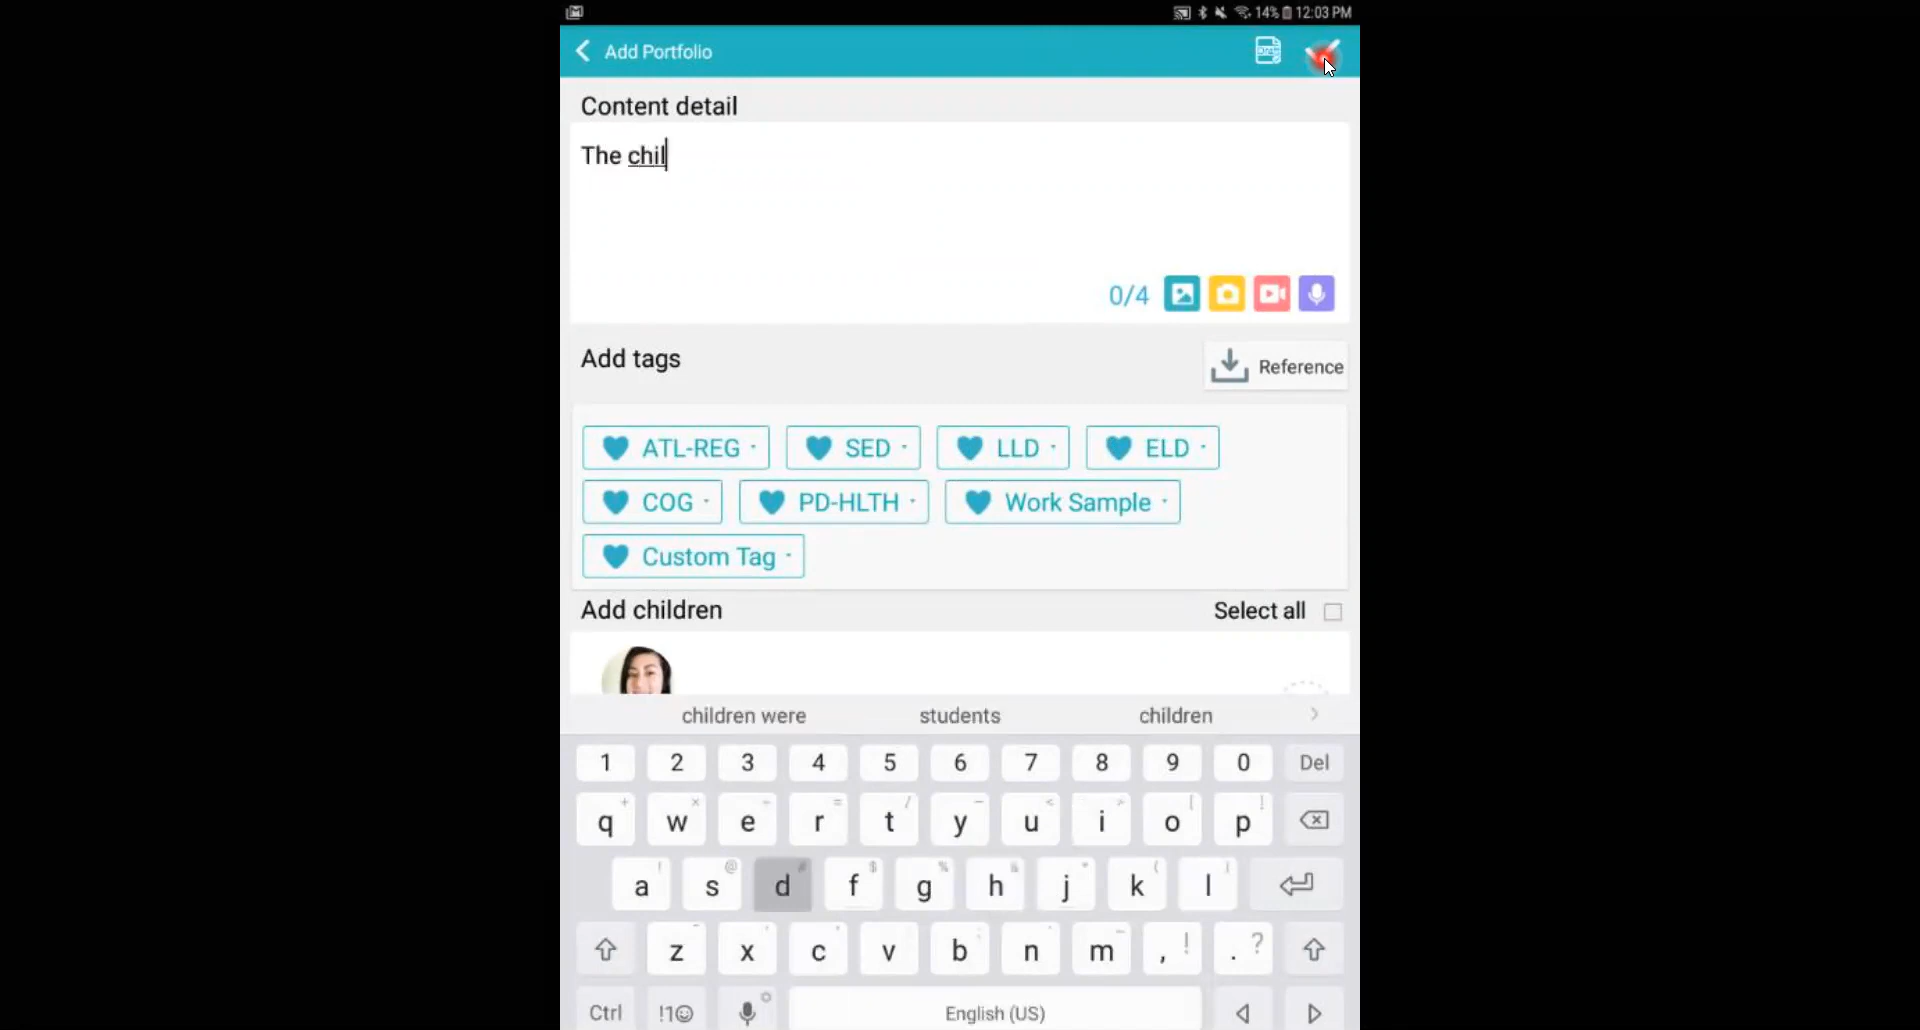 14% 12:03 PM
Add Portfolio
Content detail
The chil
0/4
Add tags
Reference
ATL-REG SED LLD ELD
COG PD-HLTH Work Sample
Custom Tag
Add children Select all
children were students children
1 2 3 4 5 6 7 8 9 0 Del
q w e r t y u i o p
a s d f g h j k l
z x c v b n m , ! . ?
Ctrl !1☺ English (US)